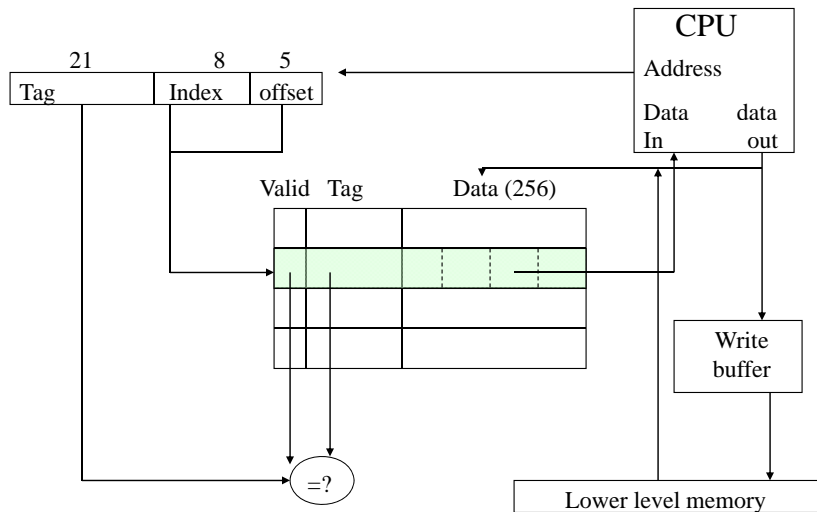 CPU
Address
Data data
In out
21 8 5
Tag Index offset
Valid Tag Data (256)
Write
buffer
=?
Lower level memory